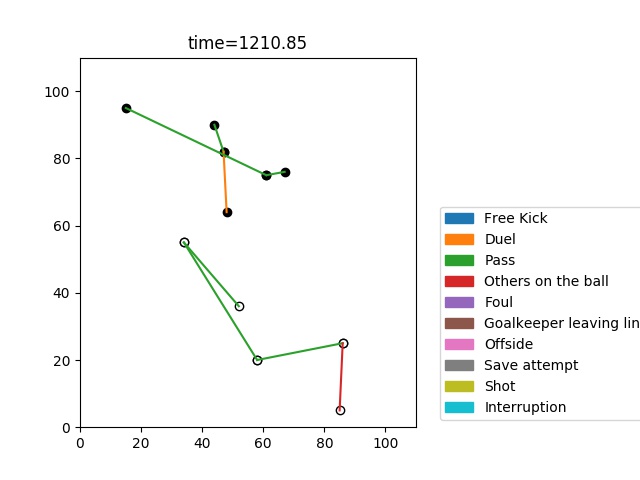 time=1210.85
100
80
60
40
20
0
0 20 40 60 80 100
Free Kick
Duel
Pass
Others on the ball
Foul
Goalkeeper leaving lin
Offside
Save attempt
Shot
Interruption